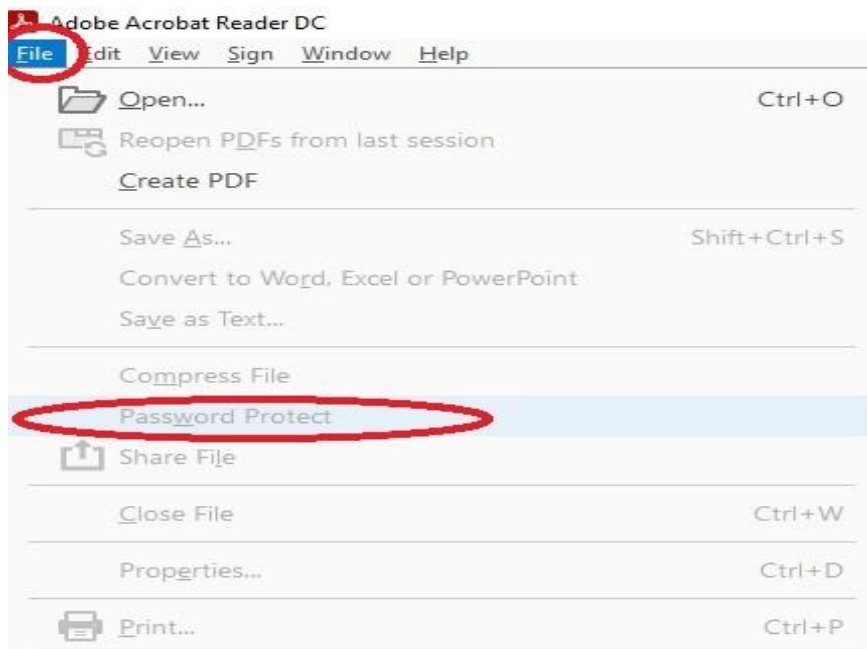 Adobe Acrobat Reader DC
File Edit View Sign Window Help
Open... Ctrl+O
Reopen PDFs from last session
Create PDF
Save As... Shift+Ctrl+S
Convert to Word, Excel or PowerPoint
Save as Text...
Compress File
Password Protect
Share File
Close File Ctrl+W
Properties... Ctrl+D
Print... Ctrl+P